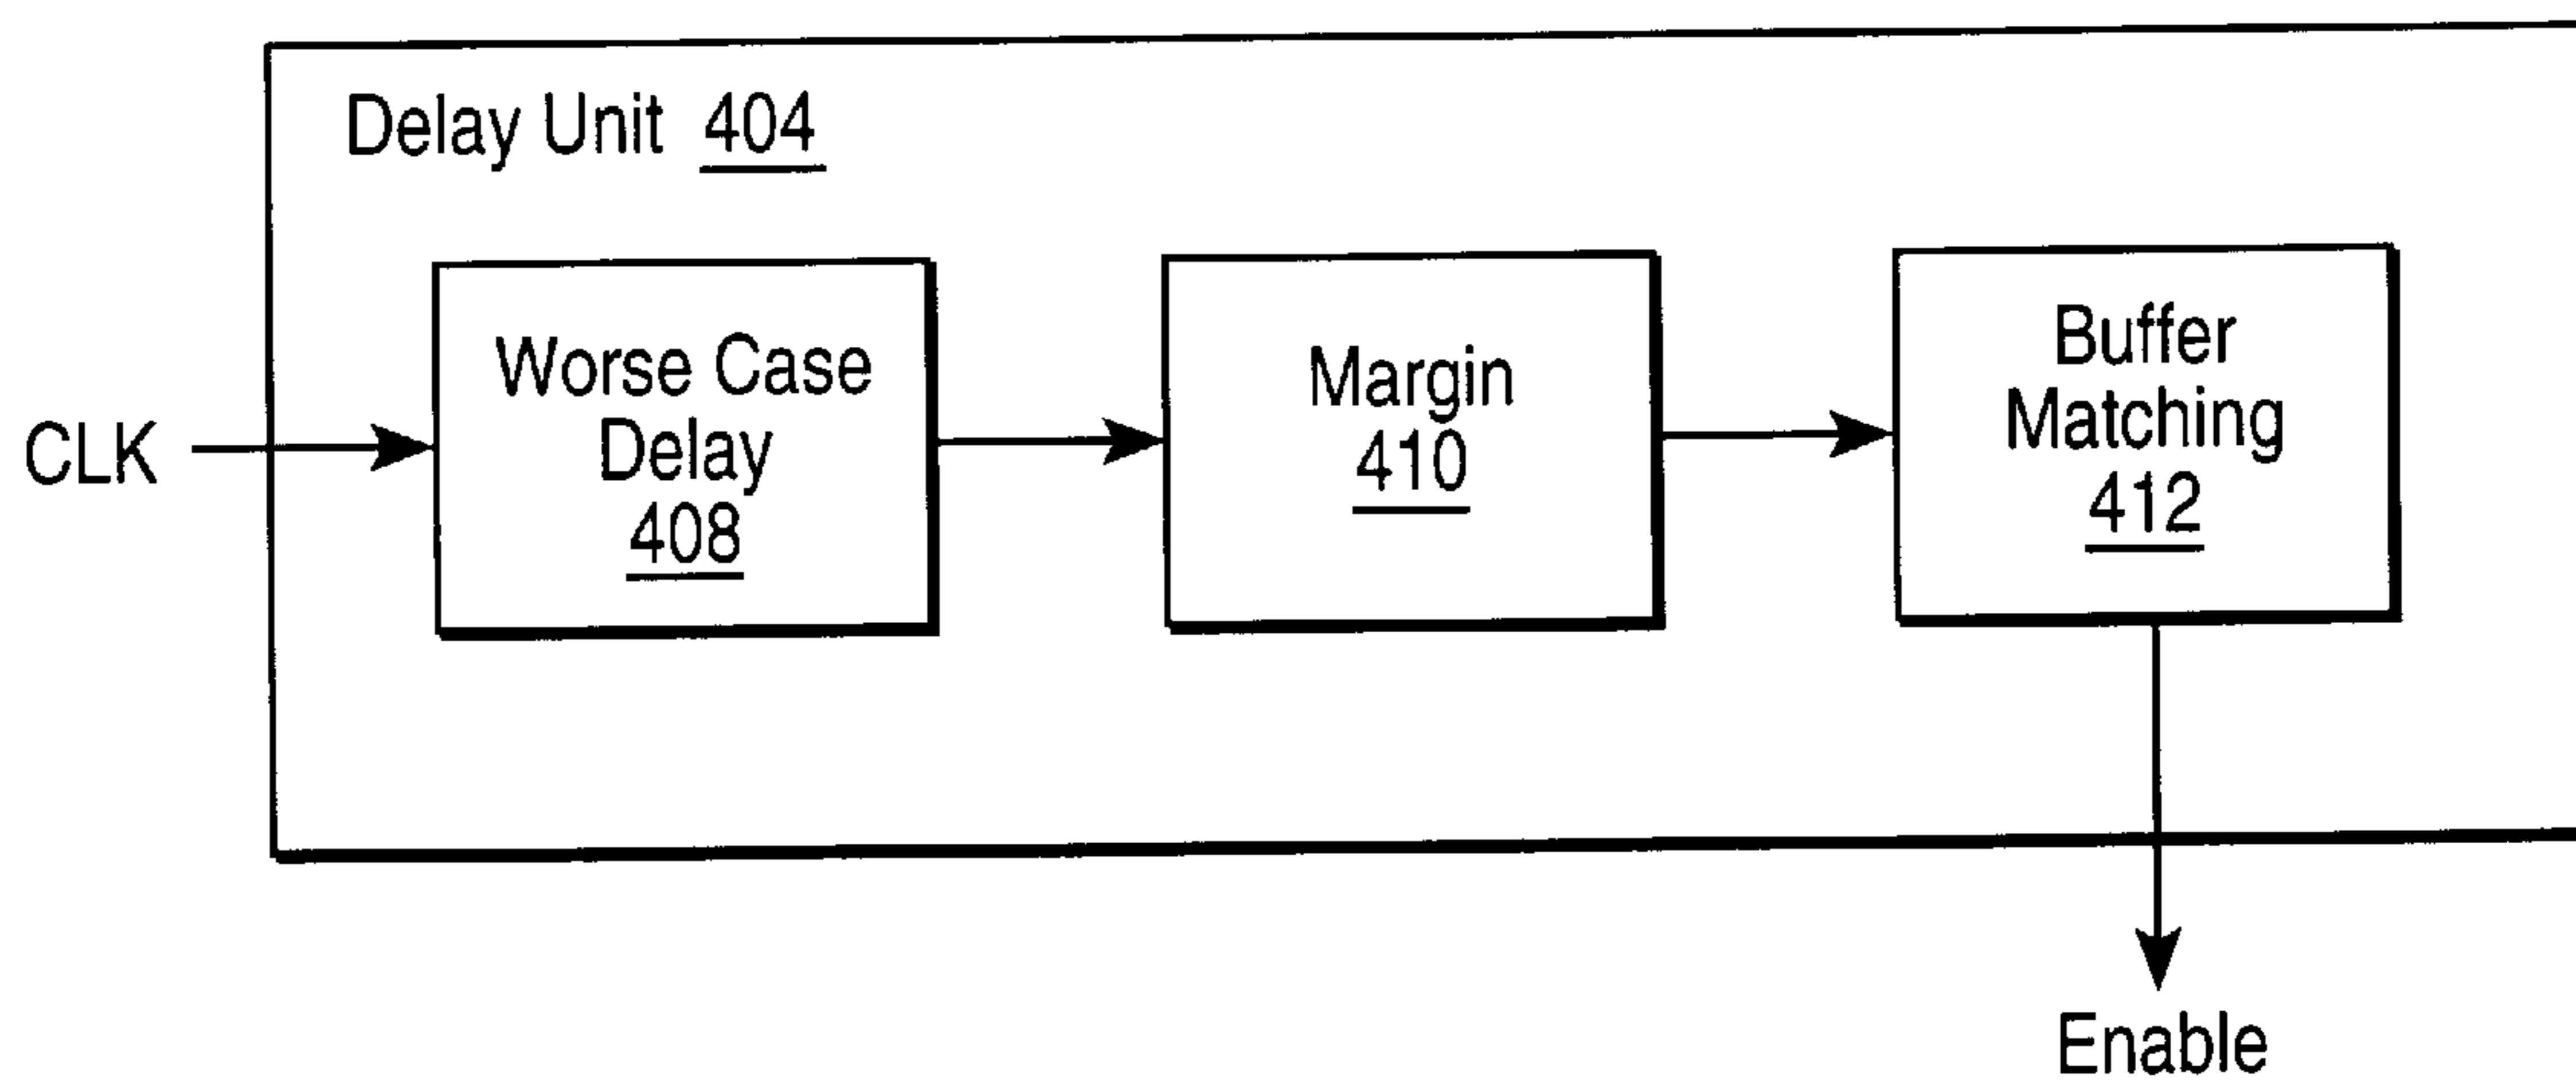 Delay Unit 404
CLK
Worse Case
Delay
408
Margin
410
Buffer
Matching
412
Enable